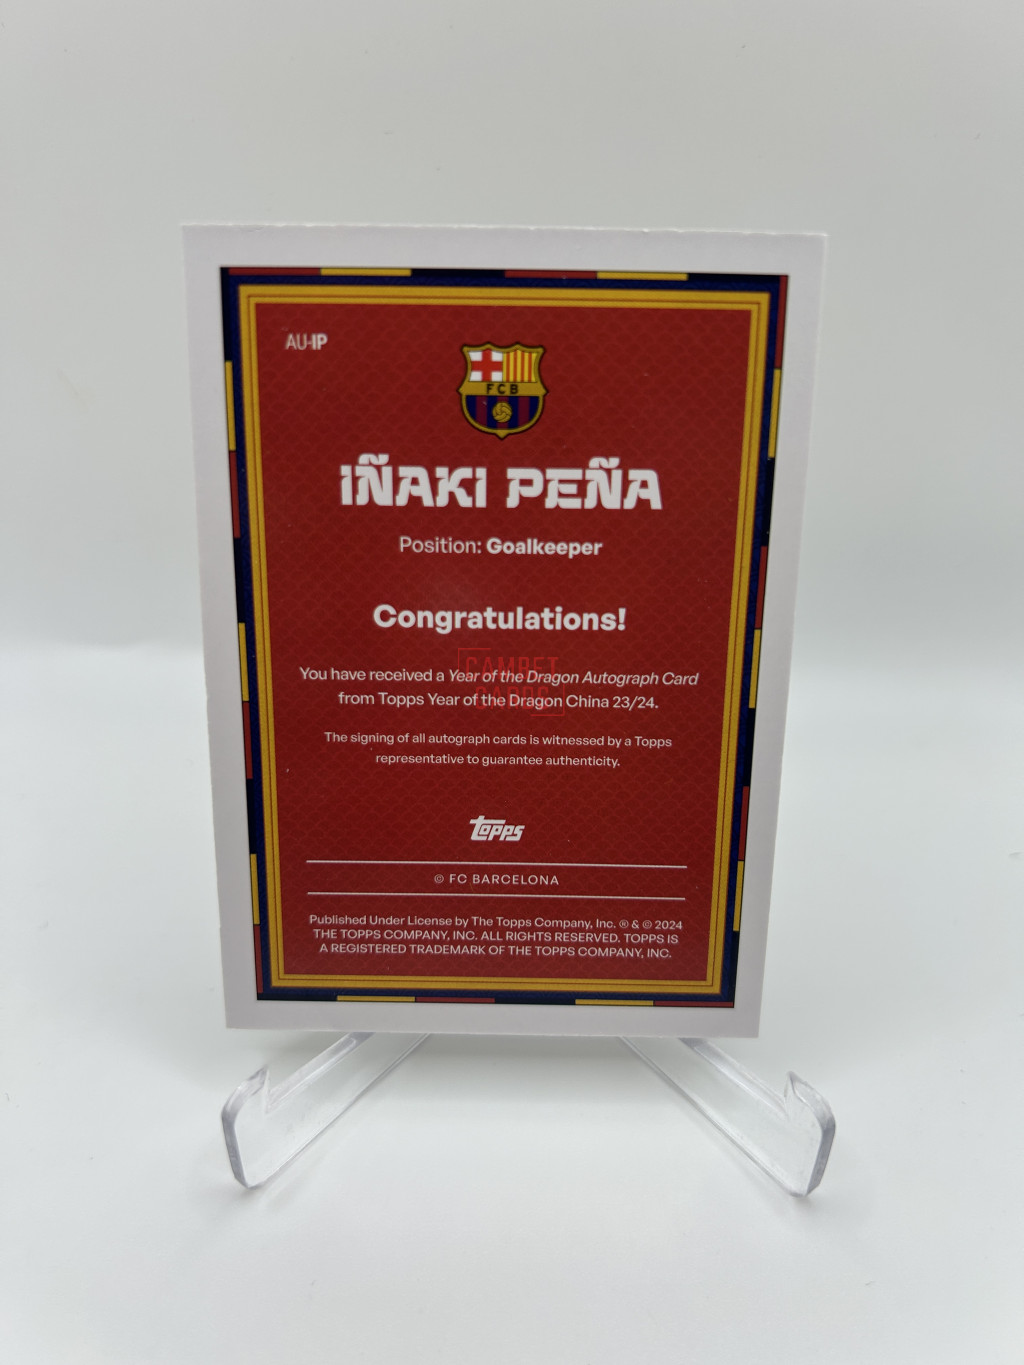 AU-IP
FCB
IÑAKI PEÑA
Position: Goalkeeper
Congratulations!
You have received a Year of the Dragon Autograph Card
from Topps Year of the Dragon China 23/24.
CAMBET
CARDS
The signing of all autograph cards is witnessed by a Topps
representative to guarantee authenticity.
Topps
© FC BARCELONA
Published Under License by The Topps Company, Inc. ® & © 2024
THE TOPPS COMPANY, INC. ALL RIGHTS RESERVED. TOPPS IS
A REGISTERED TRADEMARK OF THE TOPPS COMPANY, INC.